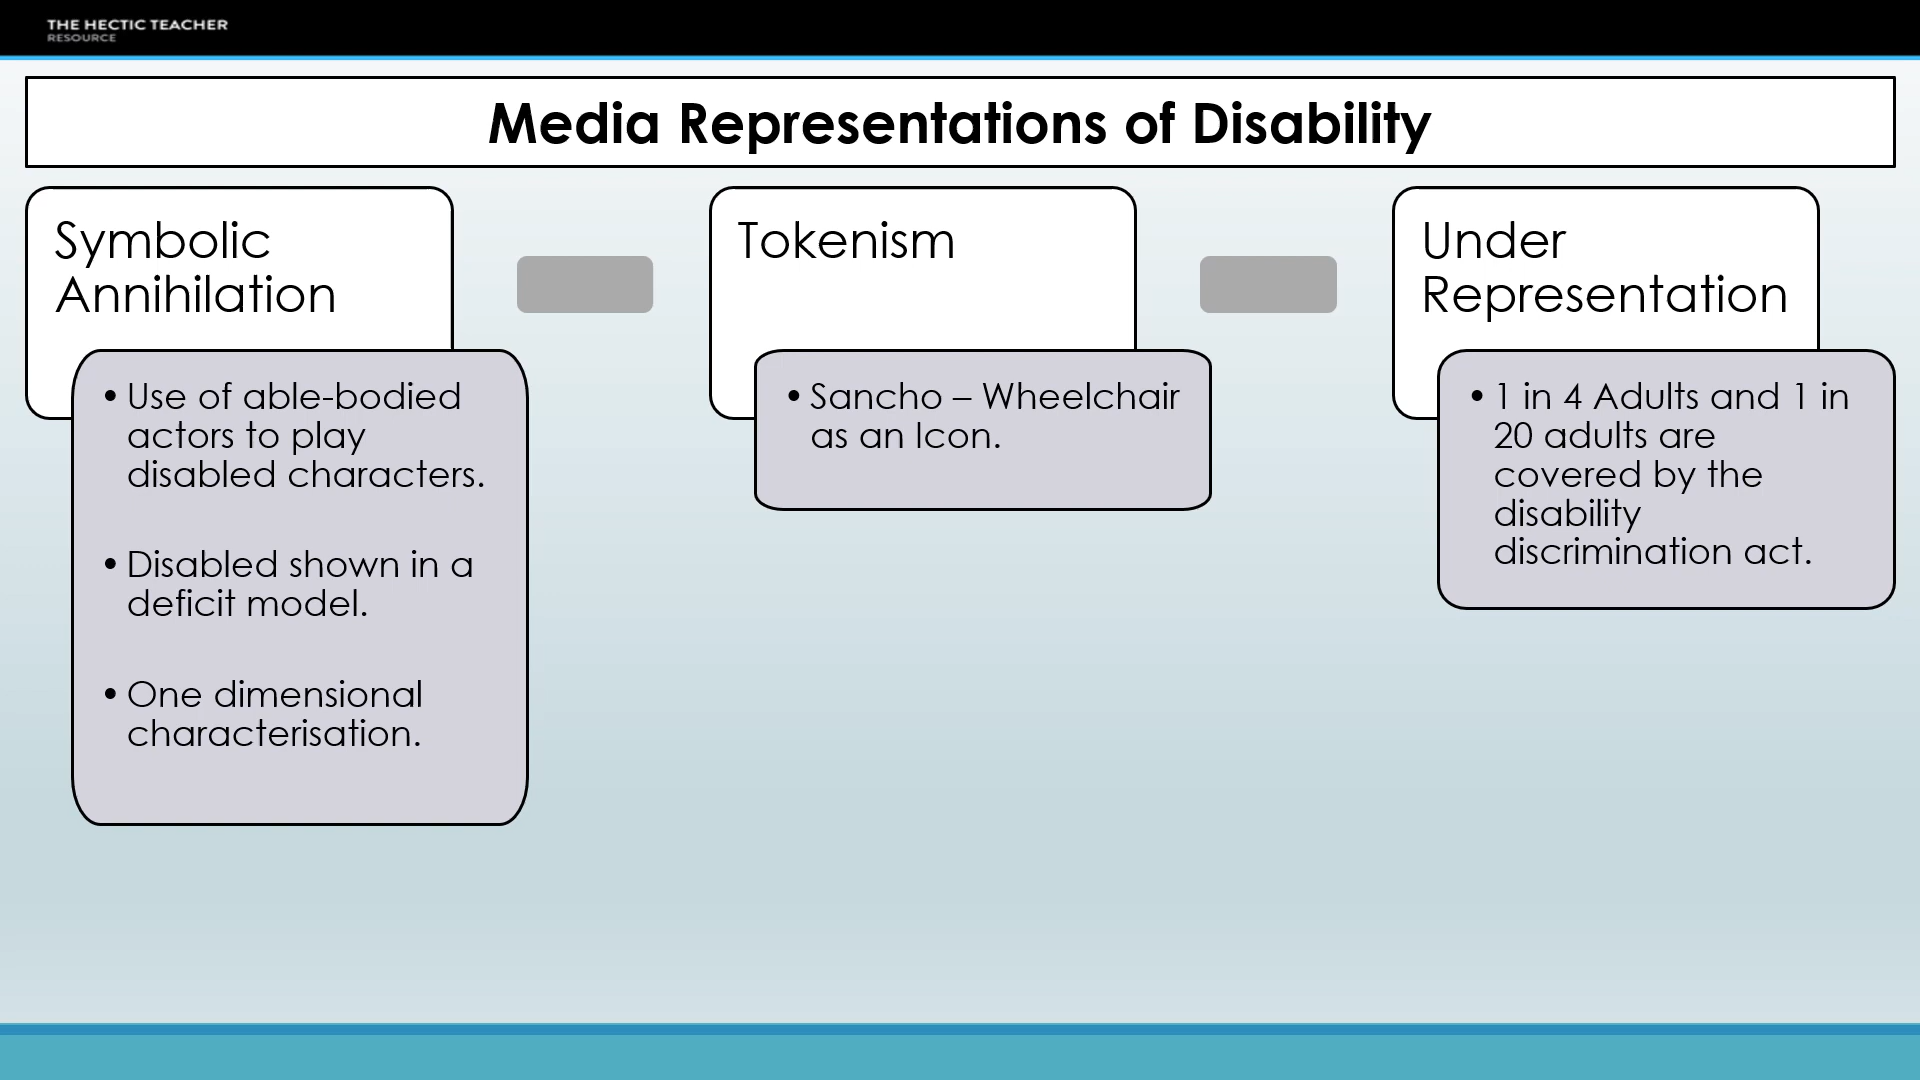 THE HECTIC TEACHER
RESOURCE
Media Representations of Disability
Symbolic
Annihilation
• Use of able-bodied
actors to play
disabled characters.
• Disabled shown in a
deficit model.
• One dimensional
characterisation.
Tokenism
• Sancho – Wheelchair
as an Icon.
Under
Representation
• 1 in 4 Adults and 1 in
20 adults are
covered by the
disability
discrimination act.